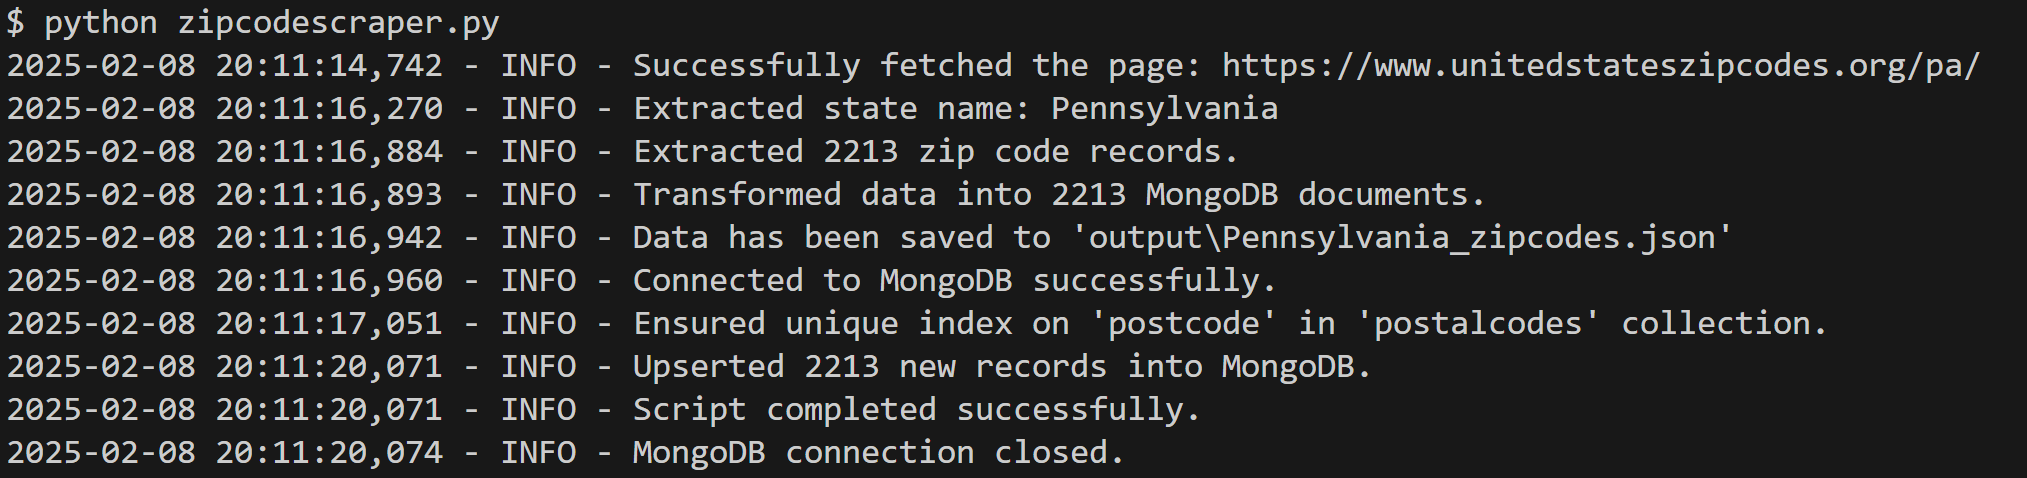 $ python zipcodescraper.py
2025-02-08 20:11:14,742 - INFO - Successfully fetched the page: https://www.unitedstateszipcodes.org/pa/
2025-02-08 20:11:16,270 - INFO - Extracted state name: Pennsylvania
2025-02-08 20:11:16,884 - INFO - Extracted 2213 zip code records.
2025-02-08 20:11:16,893 - INFO - Transformed data into 2213 MongoDB documents.
2025-02-08 20:11:16,942 - INFO - Data has been saved to 'output\Pennsylvania_zipcodes.json'
2025-02-08 20:11:16,960 - INFO - Connected to MongoDB successfully.
2025-02-08 20:11:17,051 - INFO - Ensured unique index on 'postcode' in 'postalcodes' collection.
2025-02-08 20:11:20,071 - INFO - Upserted 2213 new records into MongoDB.
2025-02-08 20:11:20,071 - INFO - Script completed successfully.
2025-02-08 20:11:20,074 - INFO - MongoDB connection closed.